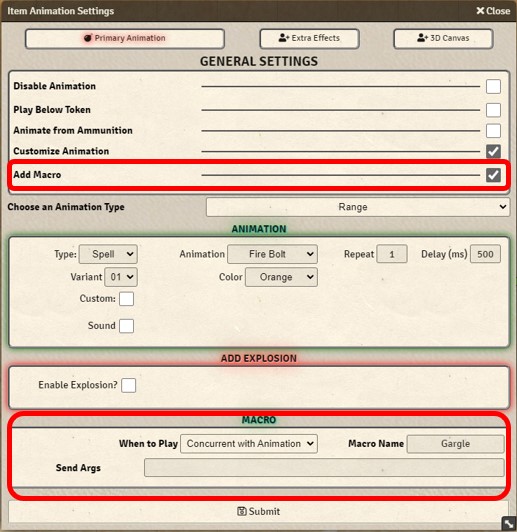 Item Animation Settings Close
Primary Animation Extra Effects 3D Canvas
GENERAL SETTINGS
Disable Animation
Play Below Token
Animate from Ammunition
Customize Animation
Add Macro
Choose an Animation Type Range
ANIMATION
Type: Spell Animation Fire Bolt Repeat 1 Delay (ms) 500
Variant 01 Color Orange
Custom:
Sound
ADD EXPLOSION
Enable Explosion?
MACRO
When to Play Concurrent with Animation Macro Name Gargle
Send Args
Submit